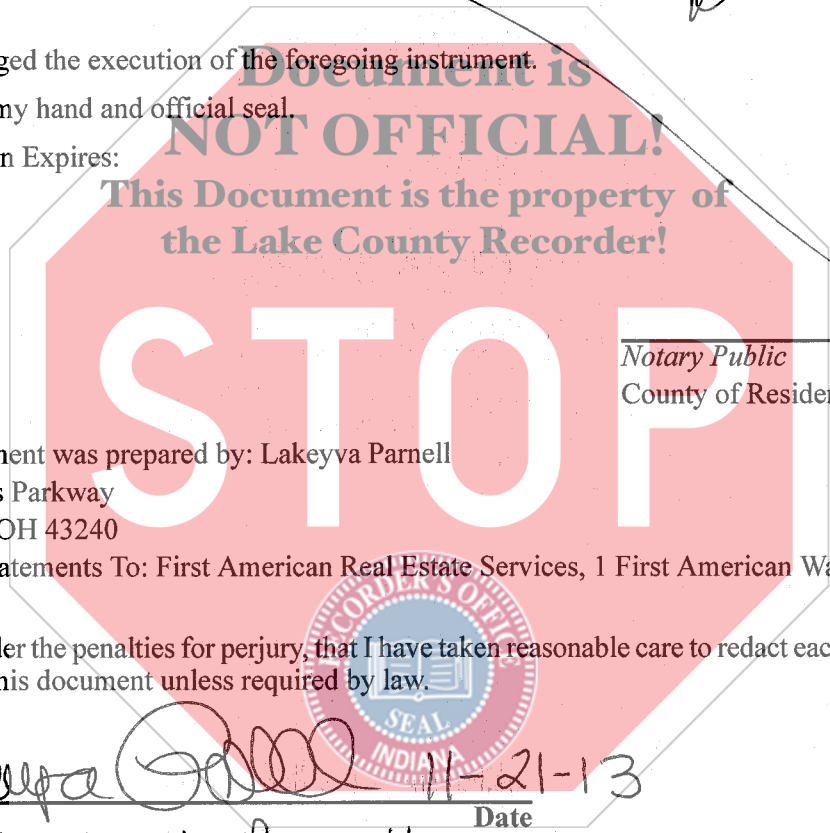 ged the execution of the foregoing instrument.
Document is
my hand and official seal.
NOT OFFICIAL!
n Expires:
This Document is the property of
the Lake County Recorder!
STOP
Notary Public
County of Residen
nent was prepared by: Lakeyva Parnell
s Parkway
OH 43240
atements To: First American Real Estate Services, 1 First American Wa
RECORDER'S OFFICE
der the penalties for perjury, that I have taken reasonable care to redact eac
his document unless required by law.
SEAL
INDIANA
11-21-13
Date